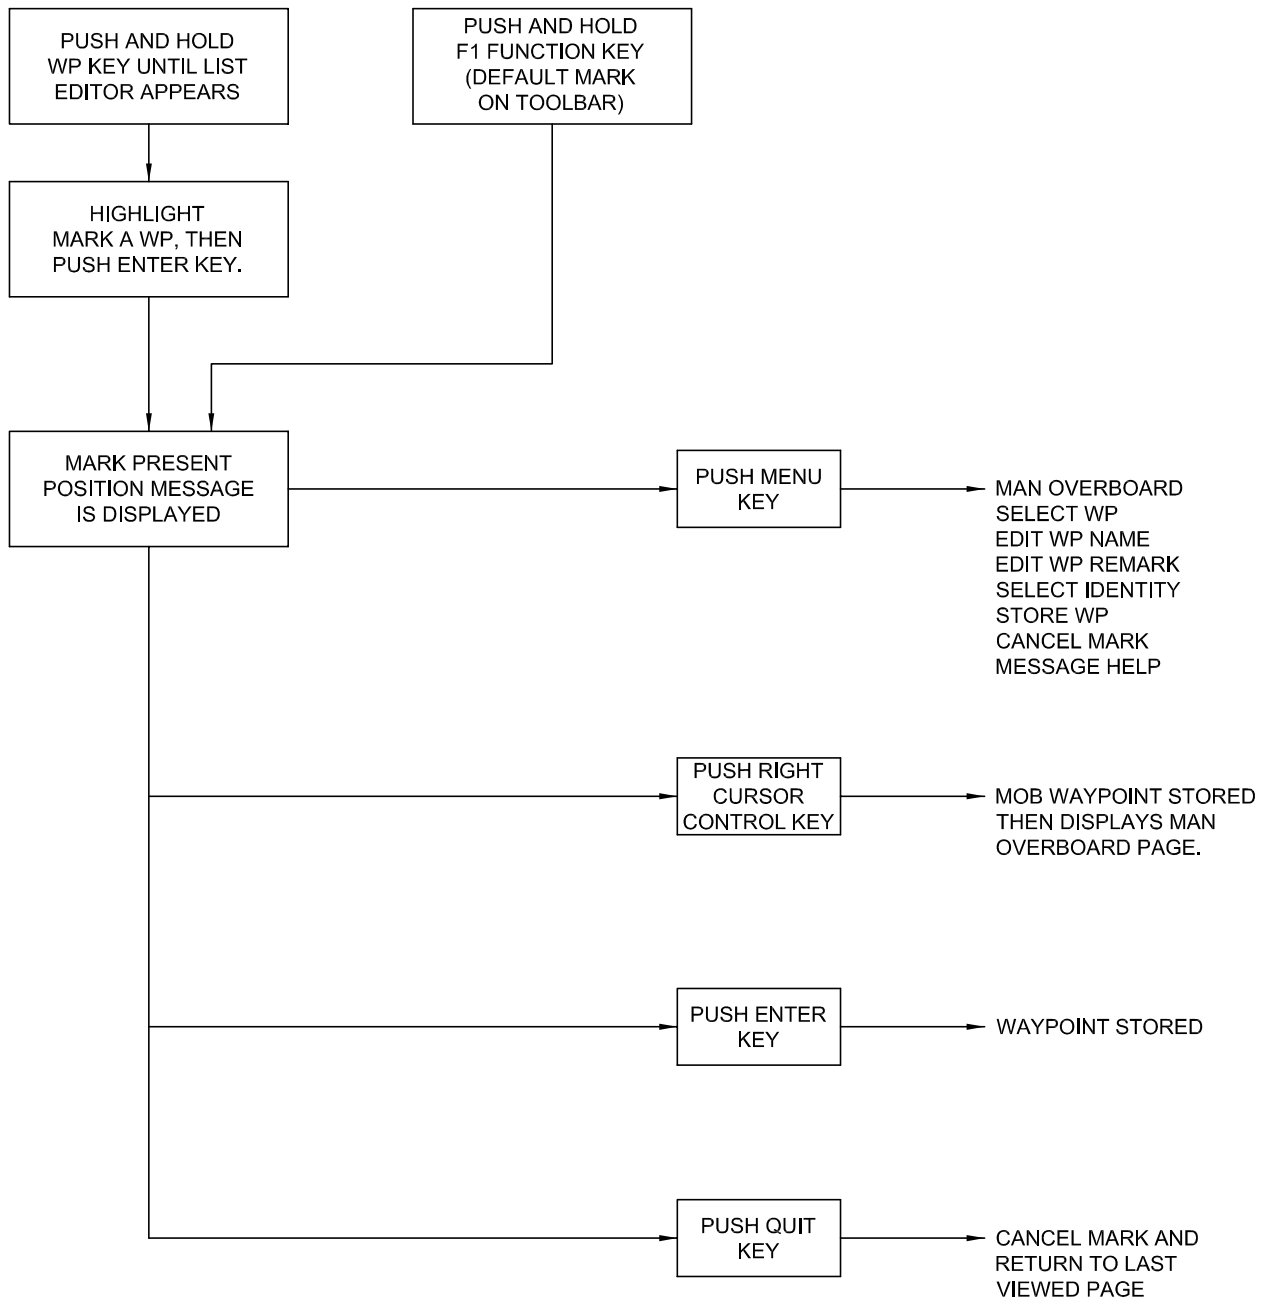 PUSH AND HOLD
WP KEY UNTIL LIST
EDITOR APPEARS
PUSH AND HOLD
F1 FUNCTION KEY
(DEFAULT MARK
ON TOOLBAR)
HIGHLIGHT
MARK A WP, THEN
PUSH ENTER KEY.
MARK PRESENT
POSITION MESSAGE
IS DISPLAYED
PUSH MENU
KEY
MAN OVERBOARD
SELECT WP
EDIT WP NAME
EDIT WP REMARK
SELECT IDENTITY
STORE WP
CANCEL MARK
MESSAGE HELP
PUSH RIGHT
CURSOR
CONTROL KEY
MOB WAYPOINT STORED
THEN DISPLAYS MAN
OVERBOARD PAGE.
PUSH ENTER
KEY
WAYPOINT STORED
PUSH QUIT
KEY
CANCEL MARK AND
RETURN TO LAST
VIEWED PAGE